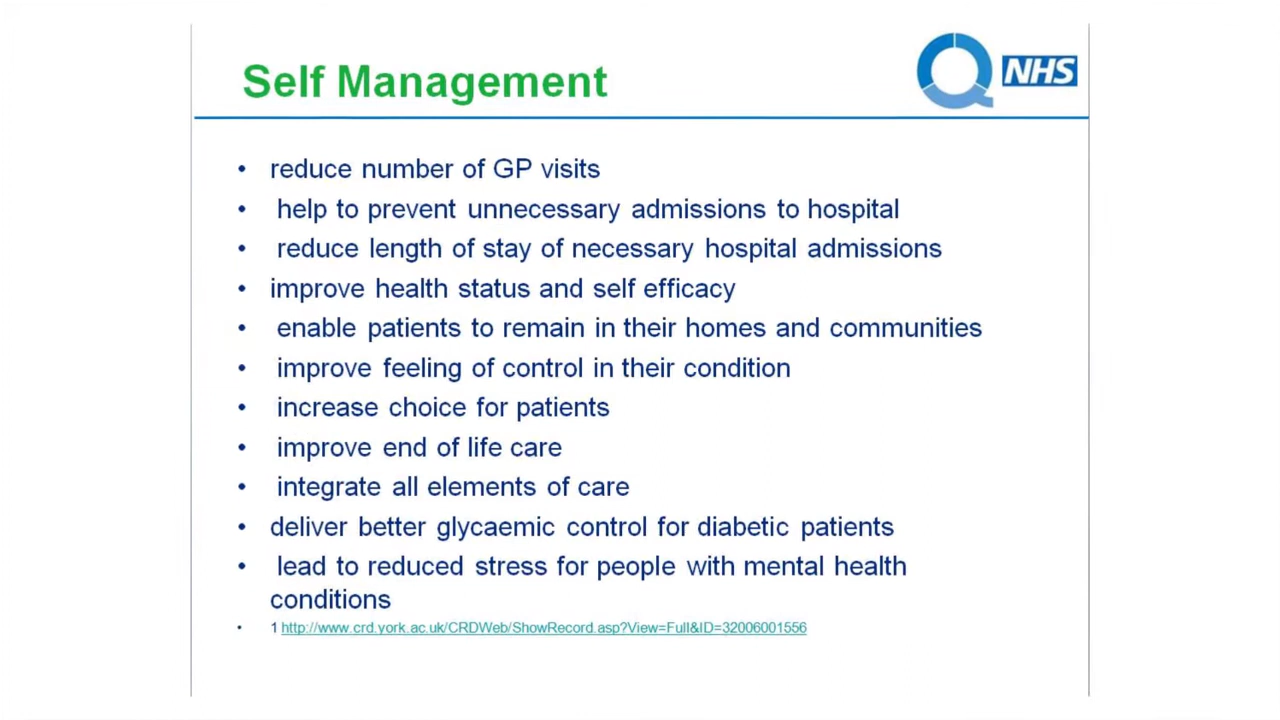 Self Management
NHS
• reduce number of GP visits
• help to prevent unnecessary admissions to hospital
• reduce length of stay of necessary hospital admissions
• improve health status and self efficacy
• enable patients to remain in their homes and communities
• improve feeling of control in their condition
• increase choice for patients
• improve end of life care
• integrate all elements of care
• deliver better glycaemic control for diabetic patients
• lead to reduced stress for people with mental health
conditions
• 1 http://www.crd.york.ac.uk/CRDWeb/ShowRecord.asp?View=Full&ID=32006001556